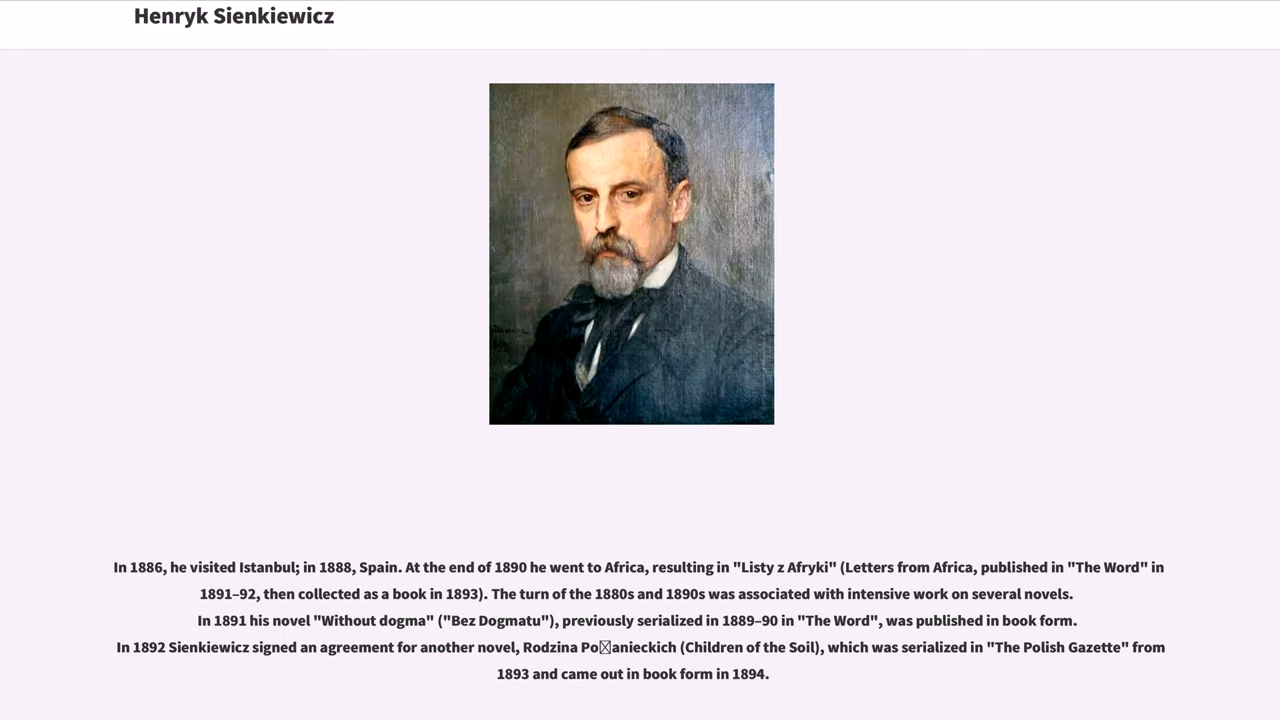 Henryk Sienkiewicz
In 1886, he visited Istanbul; in 1888, Spain. At the end of 1890 he went to Africa, resulting in "Listy z Afryki" (Letters from Africa, published in "The Word" in
1891–92, then collected as a book in 1893). The turn of the 1880s and 1890s was associated with intensive work on several novels.
In 1891 his novel "Without dogma" ("Bez Dogmatu"), previously serialized in 1889–90 in "The Word", was published in book form.
In 1892 Sienkiewicz signed an agreement for another novel, Rodzina Po□anieckich (Children of the Soil), which was serialized in "The Polish Gazette" from
1893 and came out in book form in 1894.